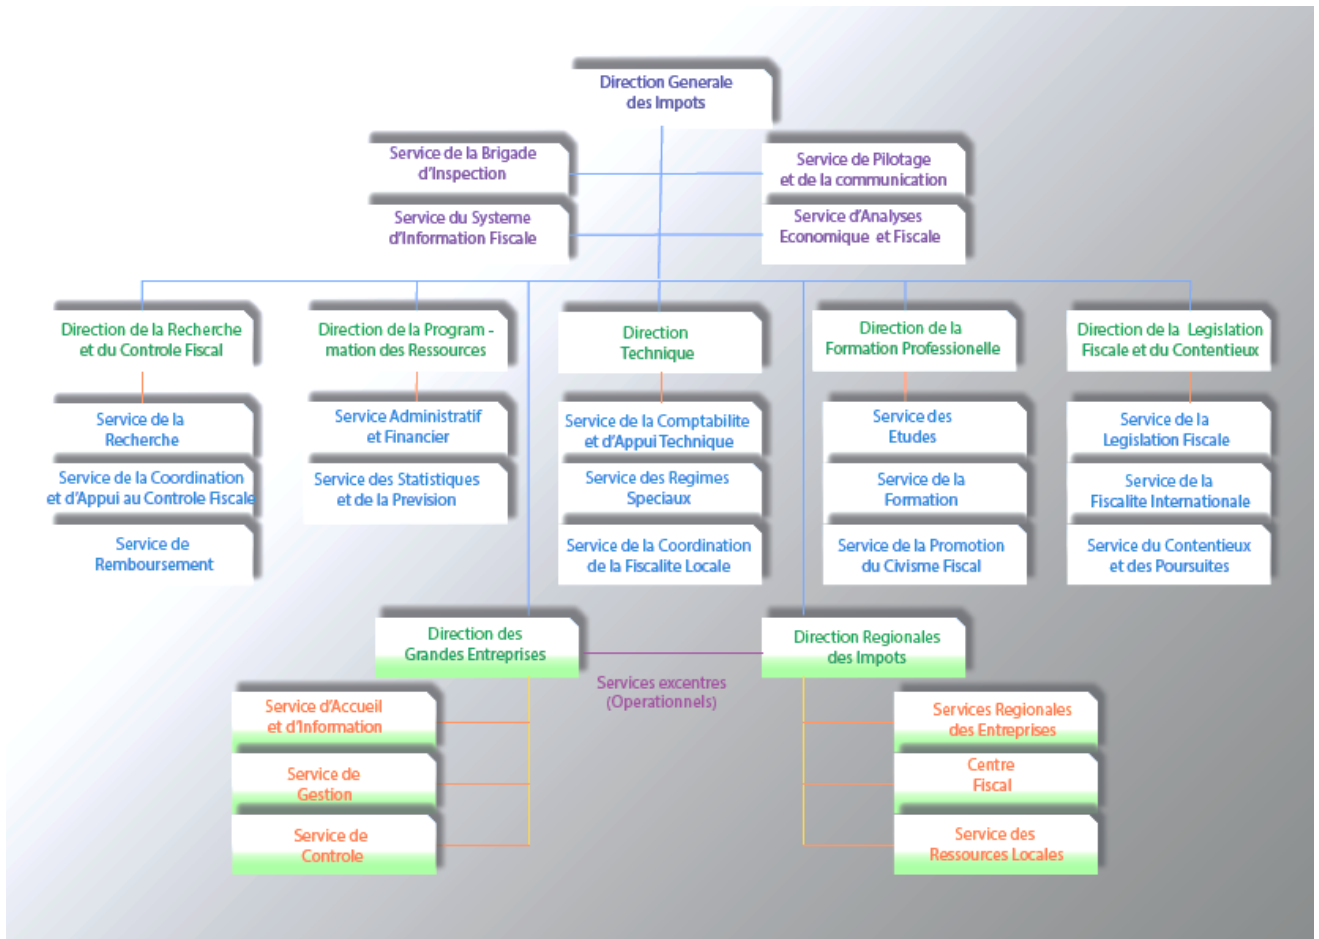 Direction Generale
des Impots
Service de la Brigade
d'Inspection
Service de Pilotage
et de la communication
Service du Systeme
d'Information Fiscale
Service d'Analyses
Economique et Fiscale
Direction de la Recherche
et du Controle Fiscal
Direction de la Program -
mation des Ressources
Direction
Technique
Direction de la
Formation Professionelle
Direction de la Legislation
Fiscale et du Contentieux
Service de la
Recherche
Service de la Coordination
et d'Appui au Controle Fiscale
Service de
Remboursement
Service Administratif
et Financier
Service des Statistiques
et de la Prevision
Service de la Comptabilite
et d'Appui Technique
Service des Regimes
Speciaux
Service de la Coordination
de la Fiscalite Locale
Service des
Etudes
Service de la
Formation
Service de la Promotion
du Civisme Fiscal
Service de la
Legislation Fiscale
Service de la
Fiscalite Internationale
Service du Contentieux
et des Poursuites
Direction des
Grandes Entreprises
Direction Regionales
des Impots
Services excentres
(Operationnels)
Service d'Accueil
et d'Information
Service de
Gestion
Service de
Controle
Services Regionales
des Entreprises
Centre
Fiscal
Service des
Ressources Locales